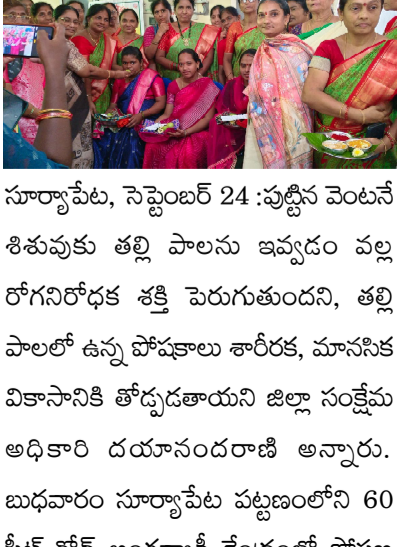 సూర్యాపేట, సెప్టెంబర్ 24 :పుట్టిన వెంటనే
శిశువుకు తల్లి పాలను ఇవ్వడం వల్ల
రోగనిరోధక శక్తి పెరుగుతుందని, తల్లి
పాలలో ఉన్న పోషకాలు శారీరక, మానసిక
వికాసానికి తోడ్పడతాయని జిల్లా సంక్షేమ
అధికారి దయానందరాణి అన్నారు.
బుధవారం సూర్యాపేట పట్టణంలోని 60